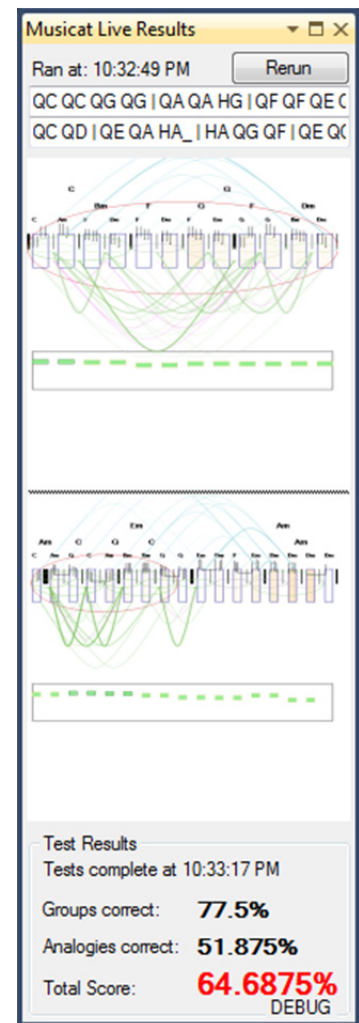 Musicat Live Results
Ran at: 10:32:49 PM Rerun
QC QC QG QG | QA QA HG | QF QF QE
QC QD | QE QA HA_ | HA QG QF | QE
C G
Bm F G F Dm
Em Am
Am C G C Am
Test Results
Tests complete at 10:33:17 PM
Groups correct: 77.5%
Analogies correct: 51.875%
Total Score: 64.6875%
DEBUG